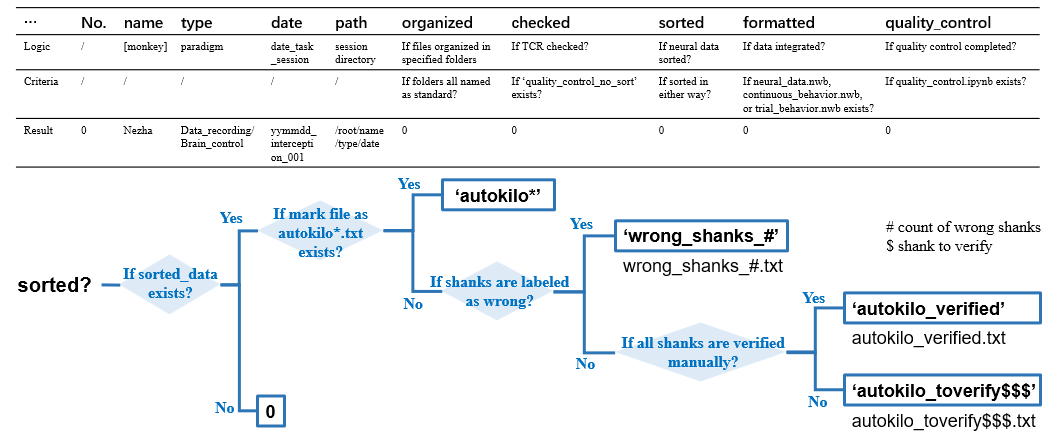 ... No. name type date path organized checked sorted formatted quality_control
Logic / [monkey] paradigm date_task session If files organized in If TCR checked? If neural data If data integrated? If quality control completed?
_session directory specified folders sorted?
Criteria / / / / / If folders all named If ‘quality_control_no_sort’ If sorted in If neural_data.nwb, If quality_control.ipynb exists?
as standard? exists? either way? continuous_behavior.nwb,
or trial_behavior.nwb exists?
Result 0 Nezha Data_recording/ yymmdd_ /root/name 0 0 0 0 0
Brain_control intercepti /type/date
on_001
sorted?
If sorted_data
exists?
Yes
If mark file as
autokilo*.txt
exists?
Yes
‘autokilo*’
No
If shanks are labeled
as wrong?
Yes
‘wrong_shanks_#’
wrong_shanks_#.txt
# count of wrong shanks
$ shank to verify
No
If all shanks are verified
manually?
Yes
‘autokilo_verified’
autokilo_verified.txt
No
‘autokilo_toverify$$$’
autokilo_toverify$$$.txt
No
0